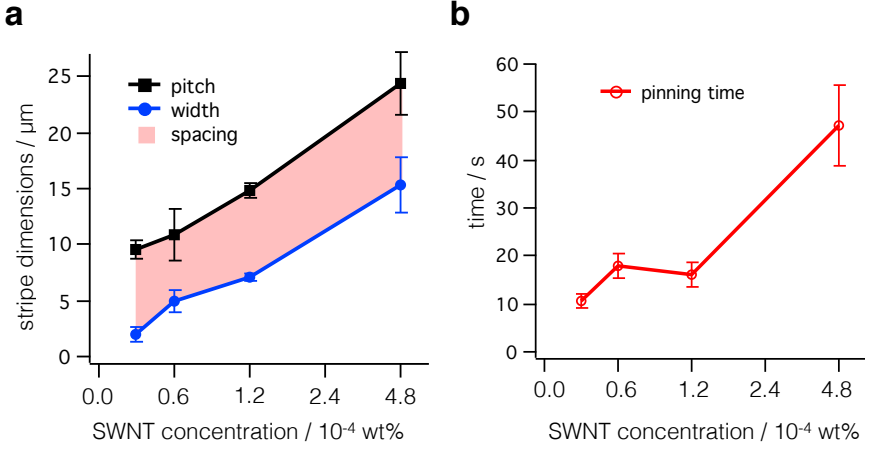 a
pitch
width
spacing
stripe dimensions / µm
25
20
15
10
5
0
0.0 0.6 1.2 2.4 4.8
SWNT concentration / 10-4 wt%
b
pinning time
time / s
60
50
40
30
20
10
0
0.0 0.6 1.2 2.4 4.8
SWNT concentration / 10-4 wt%